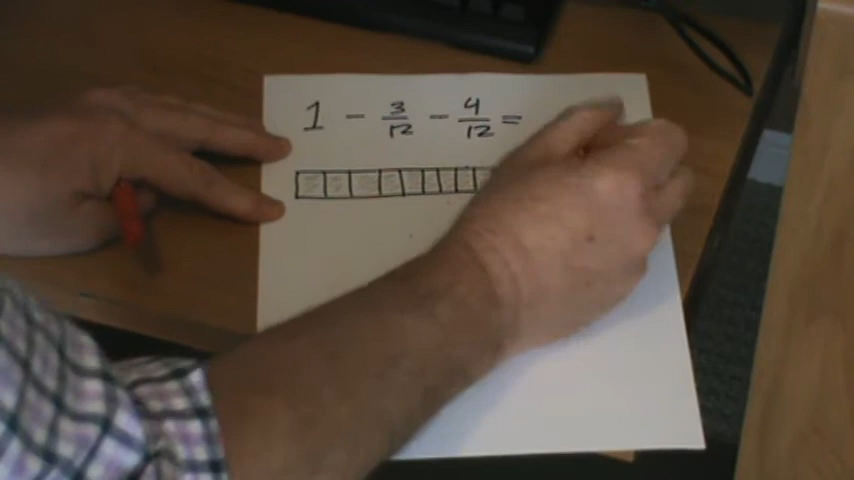 1 - 3/12 - 4/12 =